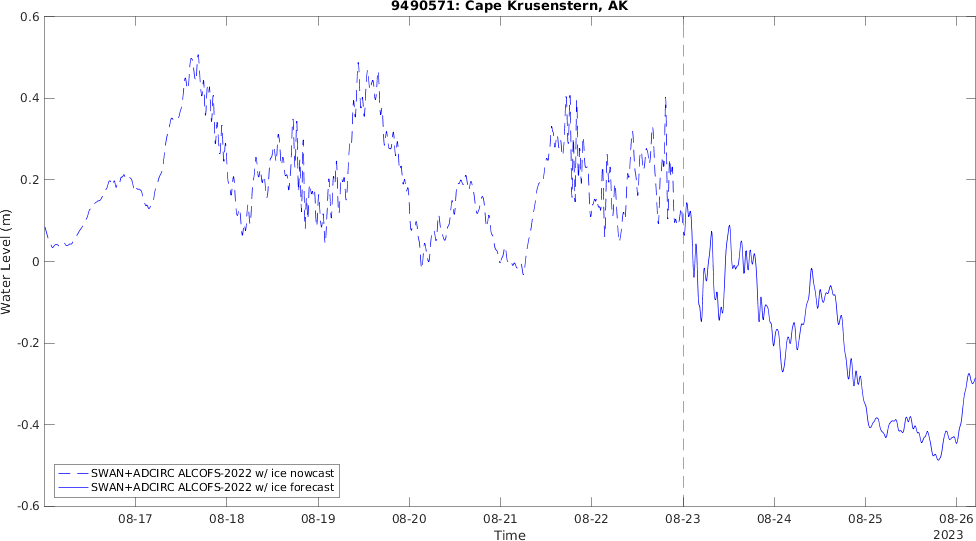 9490571: Cape Krusenstern, AK
Water Level (m)
0.6
0.4
0.2
0
-0.2
-0.4
-0.6
SWAN+ADCIRC ALCOFS-2022 w/ ice nowcast
SWAN+ADCIRC ALCOFS-2022 w/ ice forecast
08-17 08-18 08-19 08-20 08-21 08-22 08-23 08-24 08-25 08-26
Time
2023